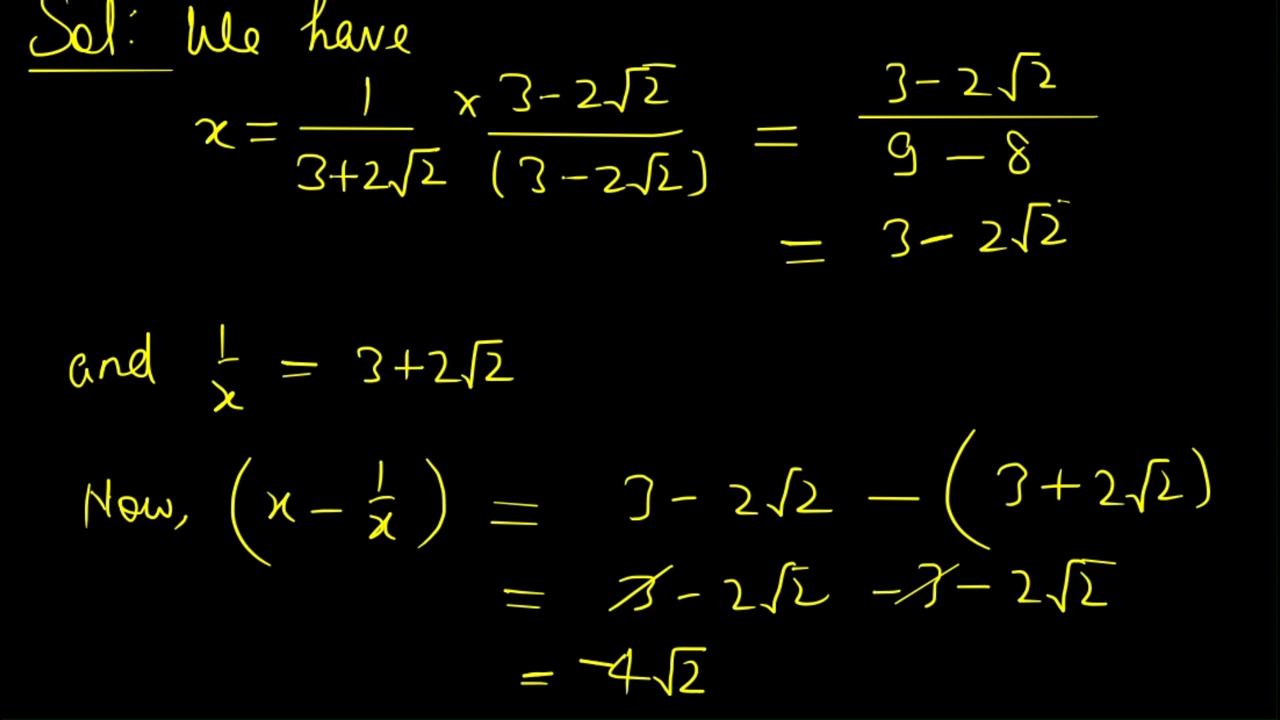 Sol: We have
x = 1/(3+2√2) × (3-2√2)/(3-2√2) = (3-2√2)/(9-8)
= 3-2√2
and 1/x = 3+2√2
Now, (x - 1/x) = 3-2√2 - (3+2√2)
= 3-2√2 -3-2√2
= -4√2